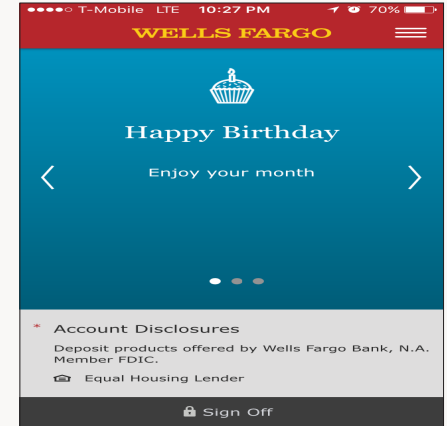 T-Mobile LTE 10:27 PM 70%
WELLS FARGO
Happy Birthday
Enjoy your month
* Account Disclosures
Deposit products offered by Wells Fargo Bank, N.A.
Member FDIC.
Equal Housing Lender
Sign Off